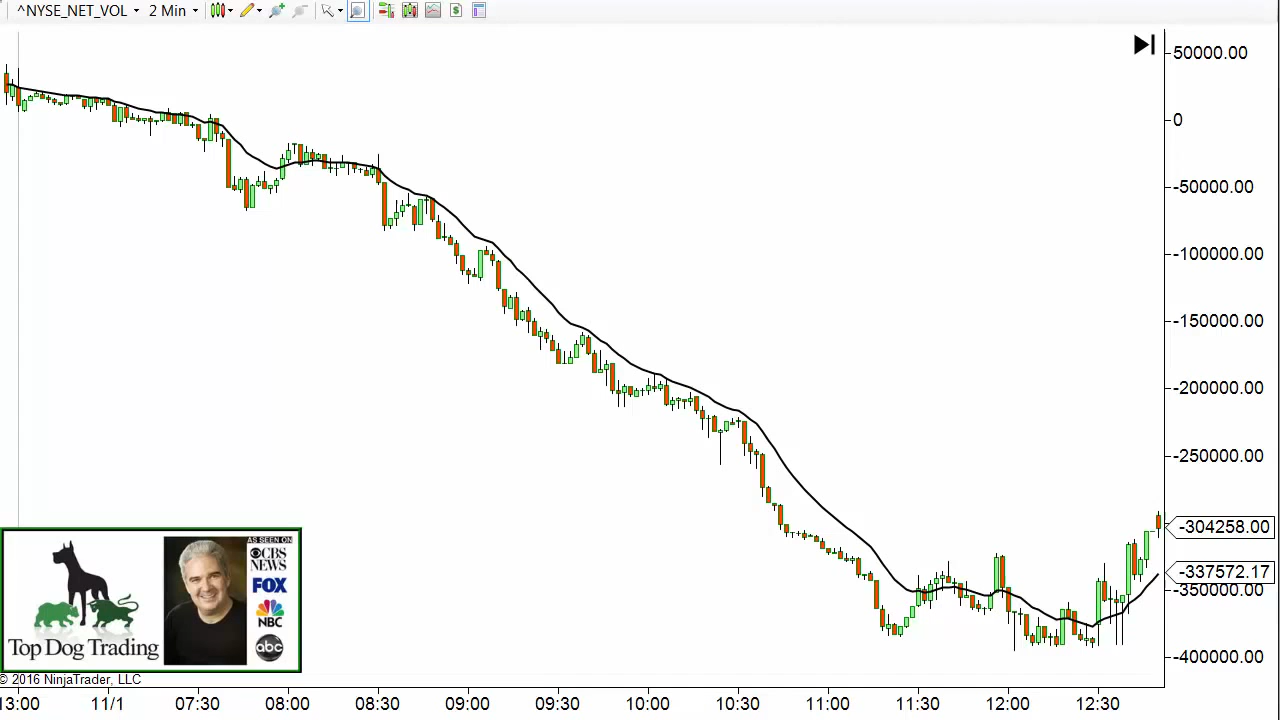 ^NYSE_NET_VOL 2 Min
50000.00
0
-50000.00
-100000.00
-150000.00
-200000.00
-250000.00
-304258.00
-337572.17
-350000.00
-400000.00
AS SEEN ON
CBS
NEWS
FOX
NBC
abc
Top Dog Trading
© 2016 NinjaTrader, LLC
13:00 11/1 07:30 08:00 08:30 09:00 09:30 10:00 10:30 11:00 11:30 12:00 12:30